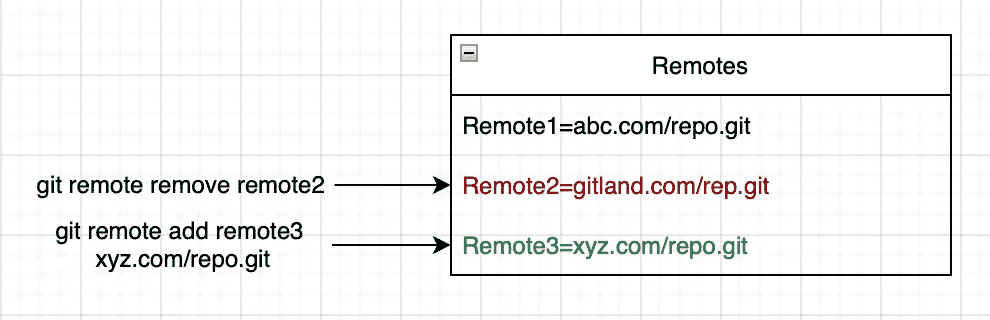 Remotes
Remote1=abc.com/repo.git
git remote remove remote2
Remote2=gitland.com/rep.git
git remote add remote3
xyz.com/repo.git
Remote3=xyz.com/repo.git